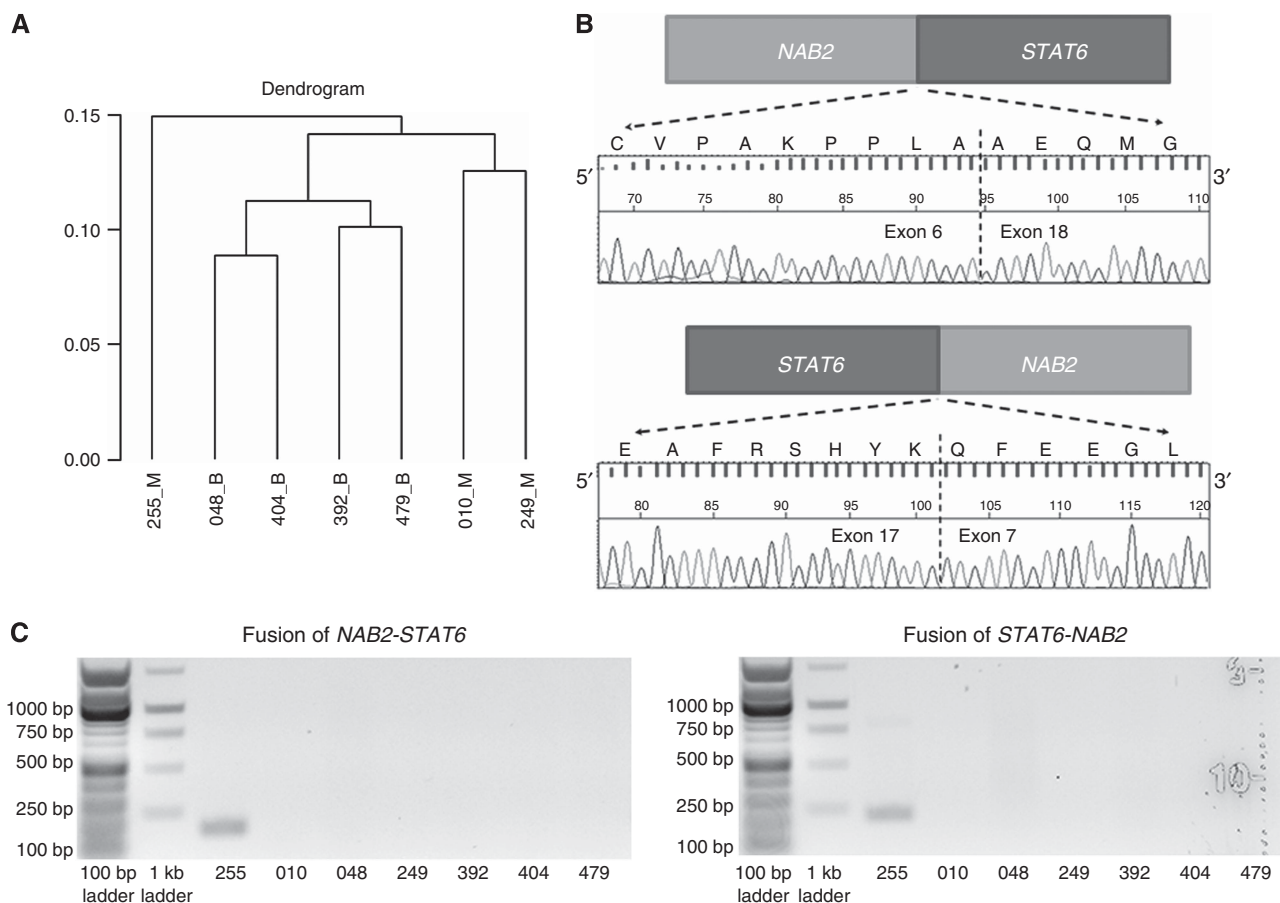 A
Dendrogram
0.15
0.10
0.05
0.00
255_M
048_B
404_B
392_B
479_B
010_M
249_M
B
NAB2 STAT6
C V P A K P P L A A E Q M G
5′ 3′
70 75 80 85 90 95 100 105 110
Exon 6 Exon 18
STAT6 NAB2
E A F R S H Y K Q F E E G L
5′ 3′
80 85 90 95 100 105 110 115 120
Exon 17 Exon 7
C
Fusion of NAB2-STAT6
1000 bp
750 bp
500 bp
250 bp
100 bp
100 bp ladder 1 kb ladder 255 010 048 249 392 404 479
Fusion of STAT6-NAB2
1000 bp
750 bp
500 bp
250 bp
100 bp
9-
10-
100 bp ladder 1 kb ladder 255 010 048 249 392 404 479